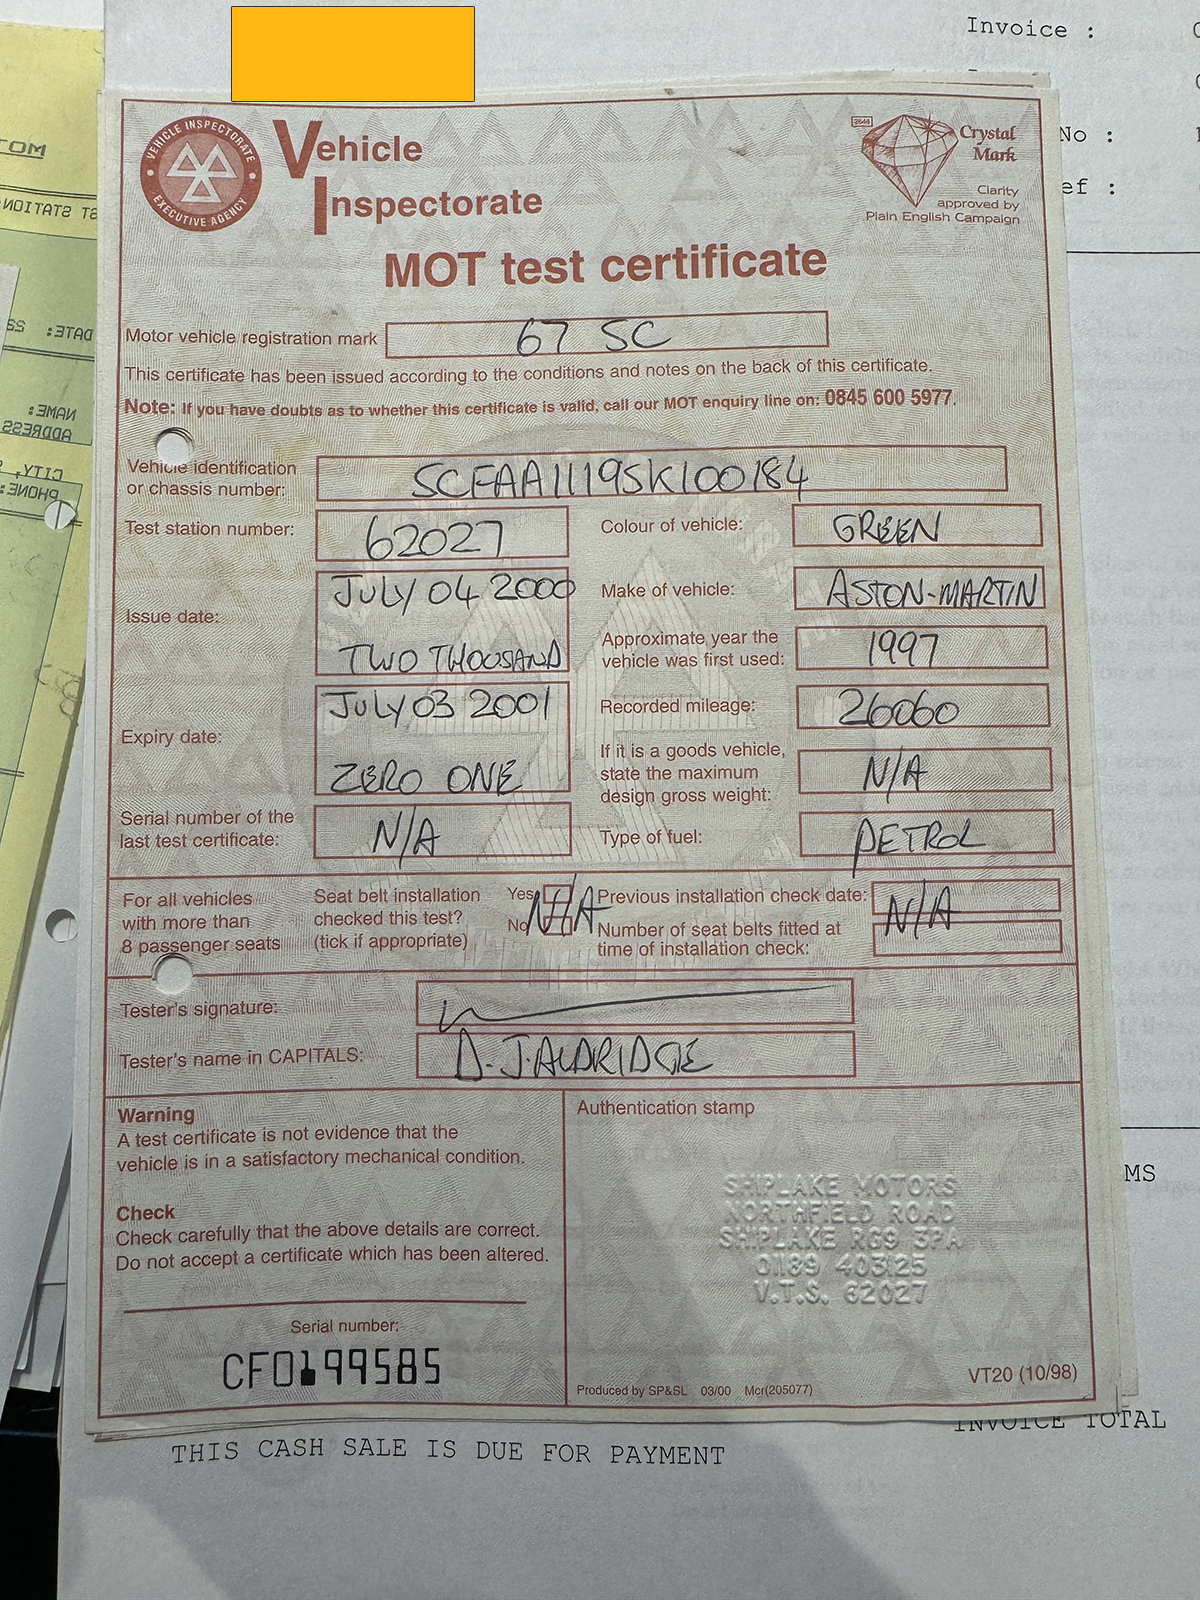 Invoice :
No :
ef :
MOT
ST STATION
DATE: 28
NAME:
ADDRESS
CITY, S
PHONE:
VEHICLE INSPECTORATE
EXECUTIVE AGENCY
Vehicle
Inspectorate
2648
Crystal
Mark
Clarity
approved by
Plain English Campaign
MOT test certificate
Motor vehicle registration mark 67 SC
This certificate has been issued according to the conditions and notes on the back of this certificate.
Note: If you have doubts as to whether this certificate is valid, call our MOT enquiry line on: 0845 600 5977.
Vehicle identification
or chassis number: SCFAA1119SK100184
Test station number: 62027
Colour of vehicle: GREEN
Issue date: JULY 04 2000
TWO THOUSAND
Make of vehicle: ASTON-MARTIN
Approximate year the
vehicle was first used: 1997
Expiry date: JULY 03 2001
ZERO ONE
Recorded mileage: 26060
If it is a goods vehicle,
state the maximum
design gross weight: N/A
Serial number of the
last test certificate: N/A
Type of fuel: PETROL
For all vehicles
with more than
8 passenger seats
Seat belt installation
checked this test?
(tick if appropriate)
Yes
No
N/A
Previous installation check date:
Number of seat belts fitted at
time of installation check:
N/A
Tester's signature:
Tester's name in CAPITALS: D. J. ALDRIDGE
Warning
A test certificate is not evidence that the
vehicle is in a satisfactory mechanical condition.
Check
Check carefully that the above details are correct.
Do not accept a certificate which has been altered.
Serial number:
CF0199585
Authentication stamp
SHIPLAKE MOTORS
NORTHFIELD ROAD
SHIPLAKE RG9 3PA
0189 403125
V.T.S. 62027
Produced by SP&SL 03/00 Mcr(205077)
VT20 (10/98)
MS
INVOICE TOTAL
THIS CASH SALE IS DUE FOR PAYMENT